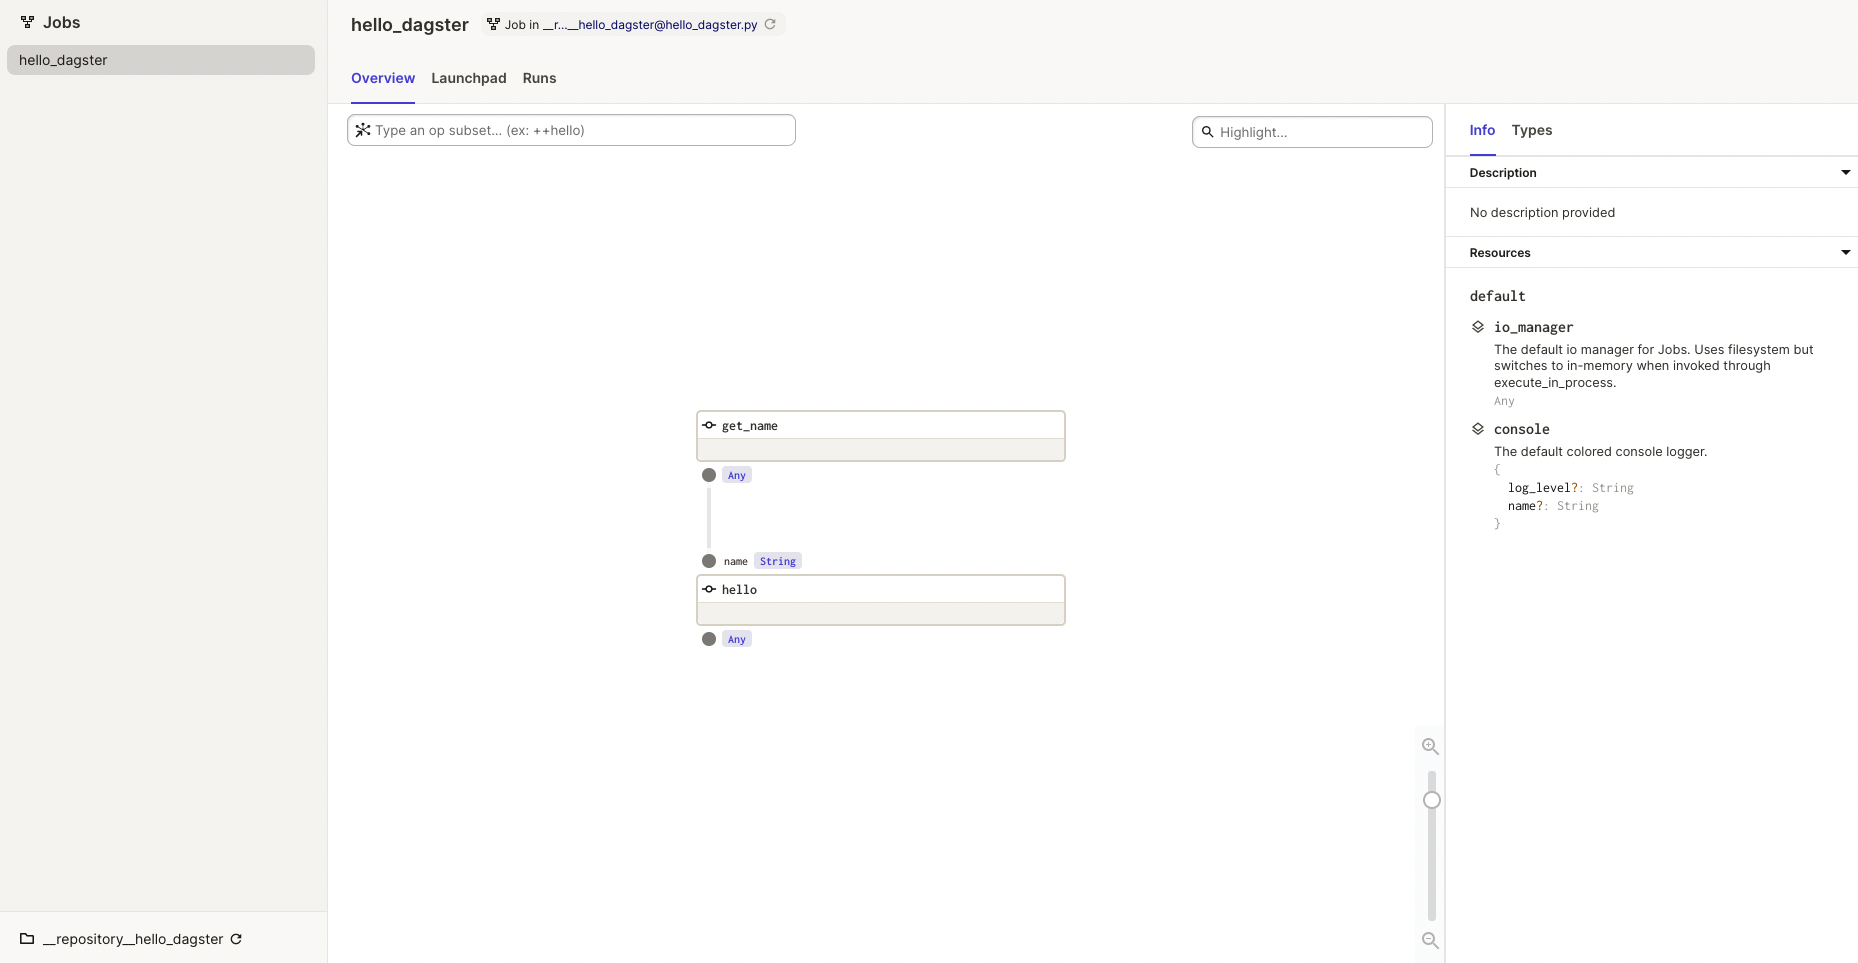 Jobs
hello_dagster
__repository__hello_dagster
hello_dagster
Job in __r...__hello_dagster@hello_dagster.py
Overview Launchpad Runs
Type an op subset... (ex: ++hello)
Highlight...
get_name
Any
name String
hello
Any
Info Types
Description
No description provided
Resources
default
io_manager
The default io manager for Jobs. Uses filesystem but
switches to in-memory when invoked through
execute_in_process.
Any
console
The default colored console logger.
{
log_level?: String
name?: String
}